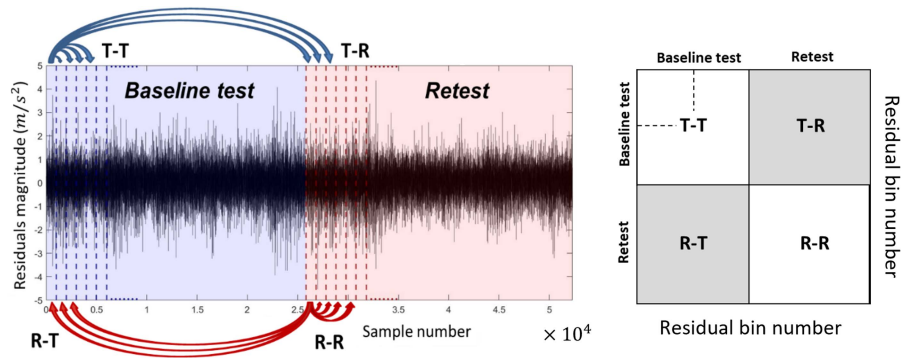 T-T
T-R
Baseline test
Retest
Residuals magnitude (m/s²)
5
4
3
2
1
0
-1
-2
-3
-4
-5
0
0.5
1
1.5
2
2.5
3.5
4
4.5
5
R-T
R-R
Sample number
× 10⁴
Baseline test
Retest
Baseline test
Retest
T-T
T-R
R-T
R-R
Residual bin number
Residual bin number